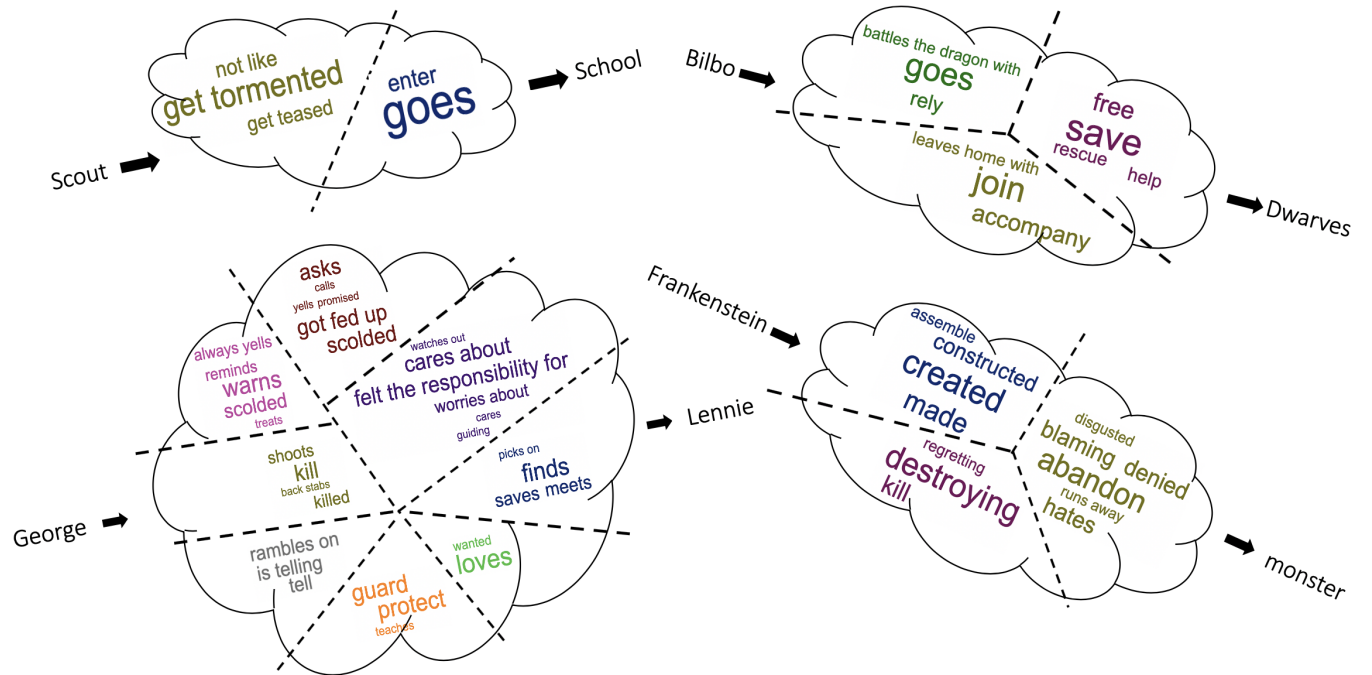 Scout
not like
get tormented
get teased
enter
goes
School
Bilbo
battles the dragon with
goes
rely
free
save
rescue
help
leaves home with
join
accompany
Dwarves
George
asks
calls
yells promised
got fed up
scolded
always yells
reminds
warns
scolded
treats
watches out
cares about
felt the responsibility for
worries about
cares
guiding
shoots
kill
back stabs
killed
picks on
finds
saves meets
rambles on
is telling
tell
guard
protect
teaches
wanted
loves
Lennie
Frankenstein
assemble
constructed
created
made
regretting
destroying
kill
disgusted
blaming denied
abandon
runs away
hates
monster